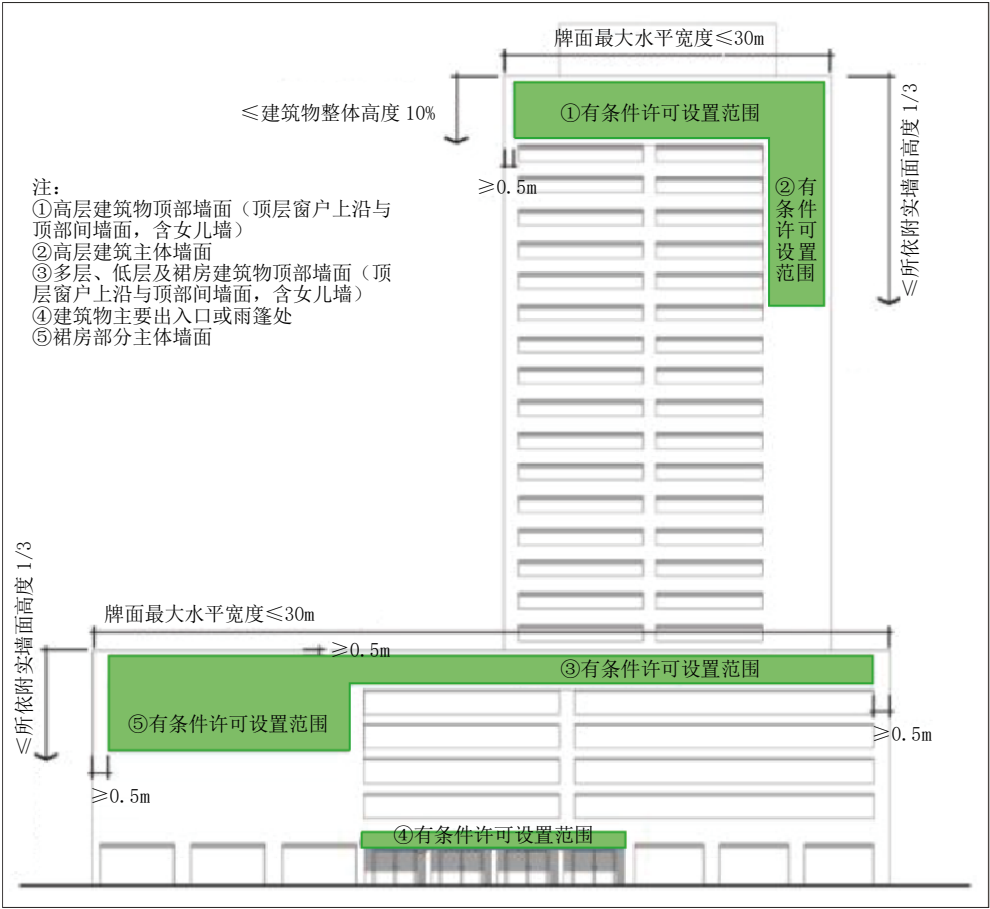 牌面最大水平宽度≤30m
≤建筑物整体高度 10%
①有条件许可设置范围
≤所依附实墙面高度 1/3
≥0.5m
②有
条件
许可
设置
范围
注：
①高层建筑物顶部墙面（顶层窗户上沿与
顶部间墙面，含女儿墙）
②高层建筑主体墙面
③多层、低层及裙房建筑物顶部墙面（顶
层窗户上沿与顶部间墙面，含女儿墙）
④建筑物主要出入口或雨篷处
⑤裙房部分主体墙面
≤所依附实墙面高度 1/3
牌面最大水平宽度≤30m
≥0.5m
③有条件许可设置范围
⑤有条件许可设置范围
≥0.5m
≥0.5m
④有条件许可设置范围